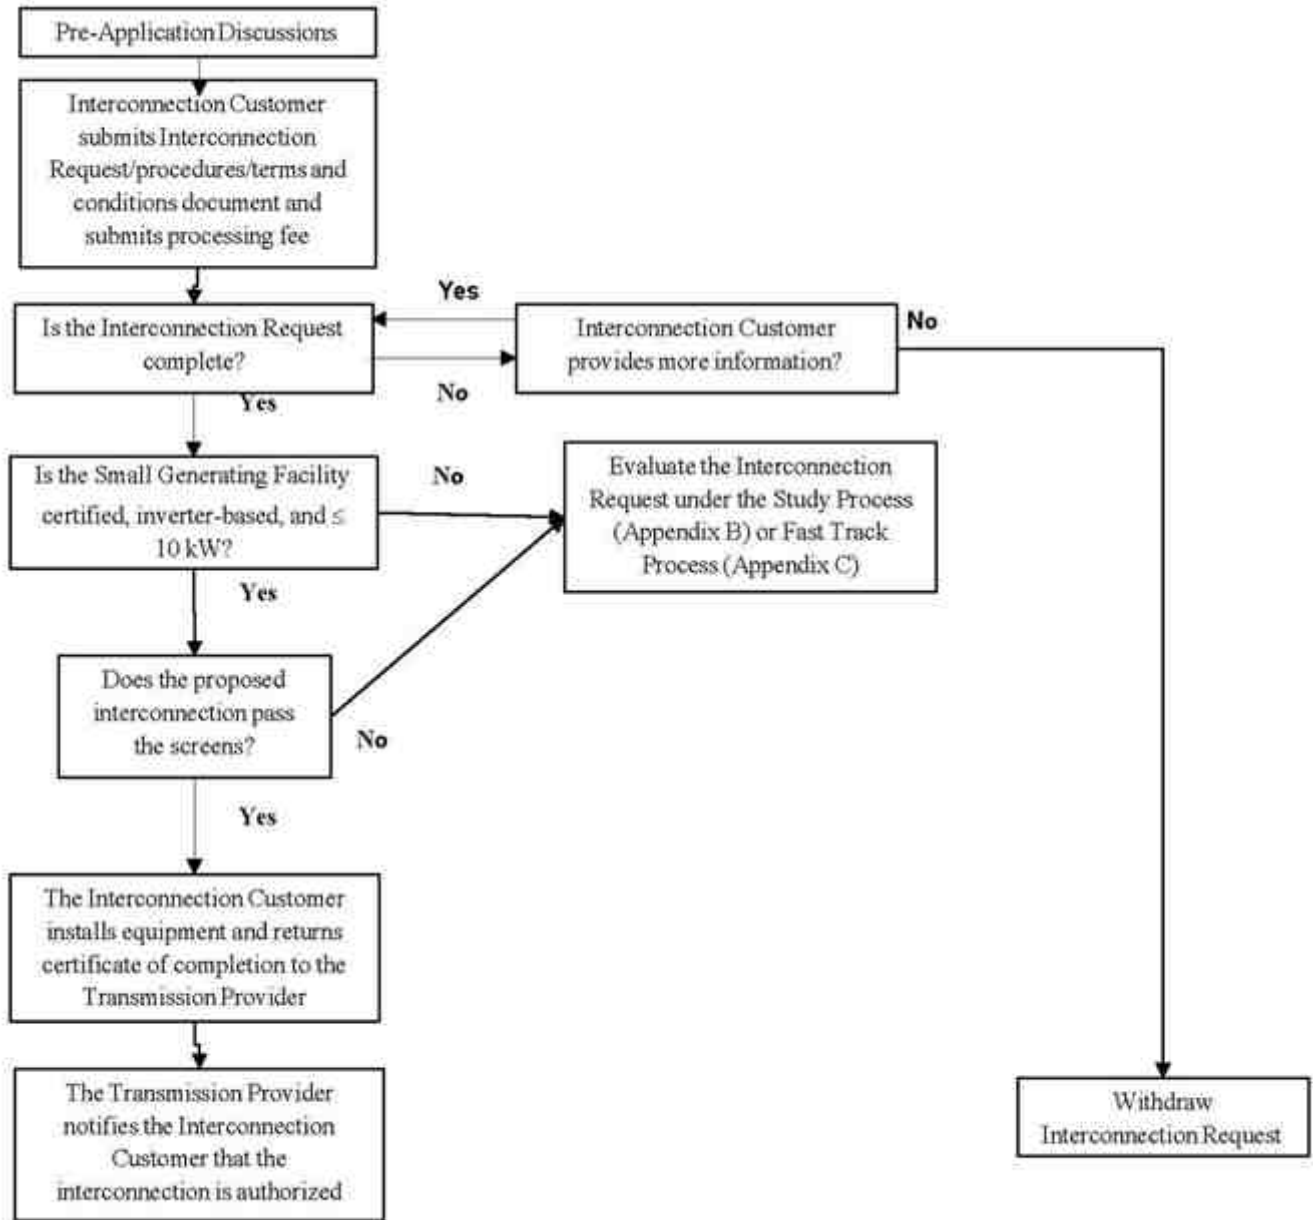 Pre-Application Discussions
Interconnection Customer
submits Interconnection
Request/procedures/terms and
conditions document and
submits processing fee
Yes
Is the Interconnection Request
complete?
Interconnection Customer
provides more information?
No
No
Yes
Is the Small Generating Facility
certified, inverter-based, and ≤
10 kW?
No
Evaluate the Interconnection
Request under the Study Process
(Appendix B) or Fast Track
Process (Appendix C)
Yes
Does the proposed
interconnection pass
the screens?
No
Yes
The Interconnection Customer
installs equipment and returns
certificate of completion to the
Transmission Provider
The Transmission Provider
notifies the Interconnection
Customer that the
interconnection is authorized
Withdraw
Interconnection Request